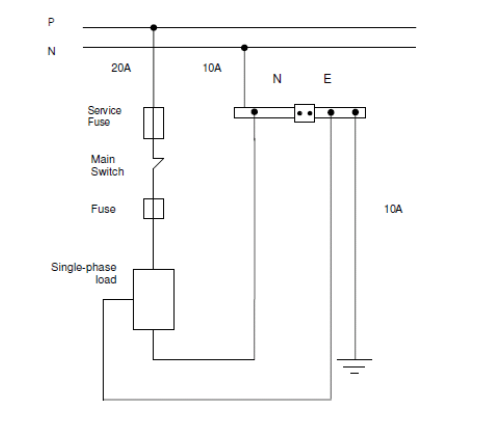 P
N
20A
10A
N
E
Service
Fuse
Main
Switch
Fuse
10A
Single-phase
load